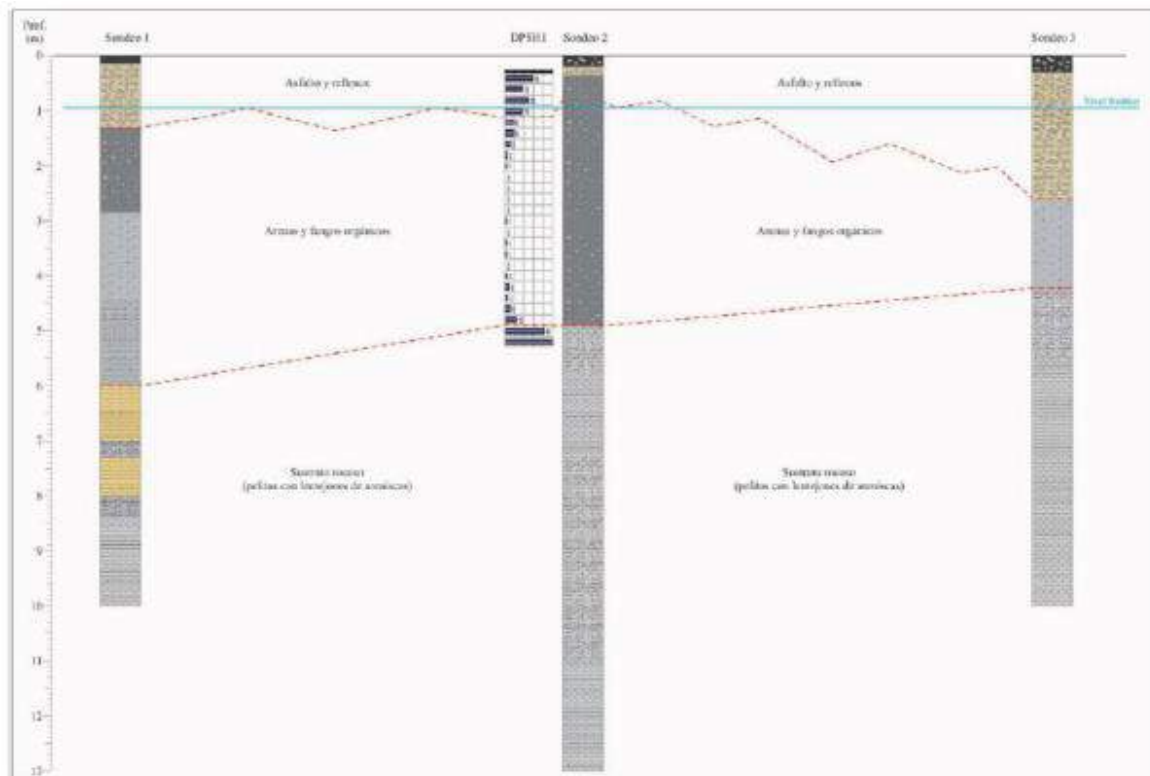 Prof.
(m)
Sondeo 1
DPSH1
Sondeo 2
Sondeo 3
0
Asfalto y rellenos
Asfalto y rellenos
1
2
3
Arenas y fangos orgánicos
Arenas y fangos orgánicos
4
5
6
7
Sustrato rocoso
(pelitas con lentejones de areniscas)
Sustrato rocoso
(pelitas con lentejones de areniscas)
8
9
10
11
12
13